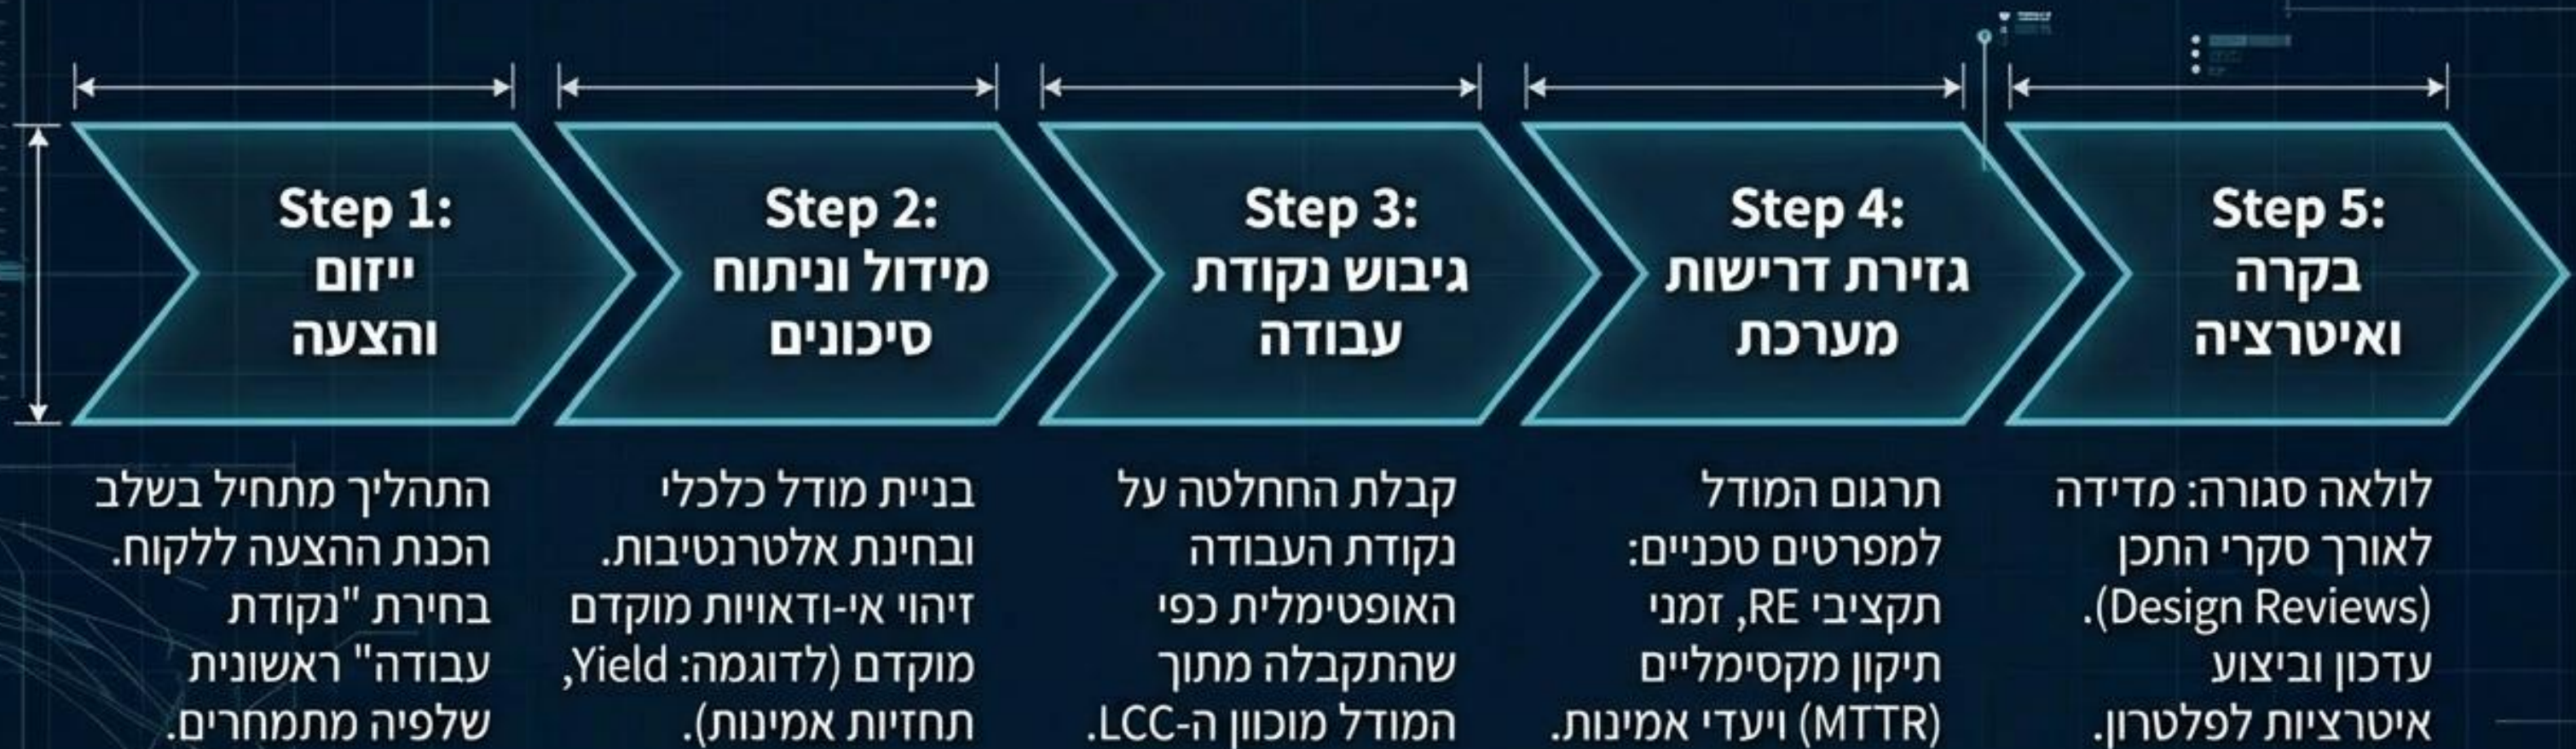 Step 1:
ייזום
והצעה
התהליך מתחיל בשלב
הכנת ההצעה ללקוח.
בחירת "נקודת
עבודה" ראשונית
שלפיה מתמחרים.
Step 2:
מידול וניתוח
סיכונים
בניית מודל כלכלי
ובחינת אלטרנטיבות.
זיהוי אי-ודאויות מוקדם
מוקדם (לדוגמה: Yield,
תחזיות אמינות).
Step 3:
גיבוש נקודת
עבודה
קבלת החחלטה על
נקודת העבודה
האופטימלית כפי
שהתקבלה מתוך
המודל מוכוון ה-LCC.
Step 4:
גזירת דרישות
מערכת
תרגום המודל
למפרטים טכניים:
תקציבי RE, זמני
תיקון מקסימליים
(MTTR) ויעדי אמינות.
Step 5:
בקרה
ואיטרציה
לולאה סגורה: מדידה
לאורך סקרי התכן
(Design Reviews).
עדכון וביצוע
איטרציות לפלטרון.